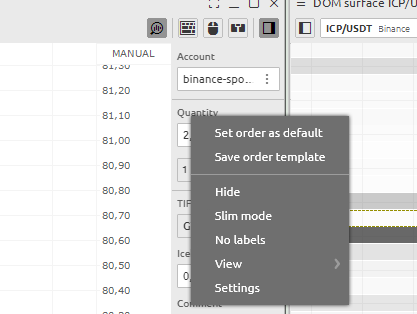 DOM surface ICP/U
ICP/USDT Binance
MANUAL
Account
binance-spo...
Quantity
2,
1
TIF
G
Ice
0,
Comment
81,30
81,20
81,10
81,00
80,90
80,80
80,70
80,60
80,50
80,40
80,30
Set order as default
Save order template
Hide
Slim mode
No labels
View
Settings